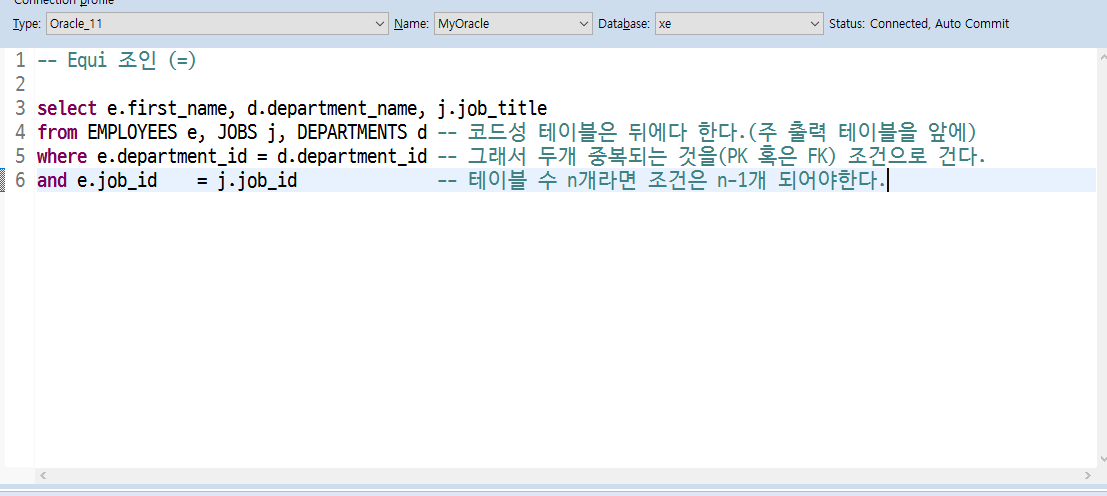 Connection profile
Type: Oracle_11 Name: MyOracle Database: xe Status: Connected, Auto Commit
1 -- Equi 조인 (=)
2
3 select e.first_name, d.department_name, j.job_title
4 from EMPLOYEES e, JOBS j, DEPARTMENTS d -- 코드성 테이블은 뒤에다 한다.(주 출력 테이블을 앞에)
5 where e.department_id = d.department_id -- 그래서 두개 중복되는 것을(PK 혹은 FK) 조건으로 건다.
6 and e.job_id    = j.job_id              -- 테이블 수 n개라면 조건은 n-1개 되어야한다.